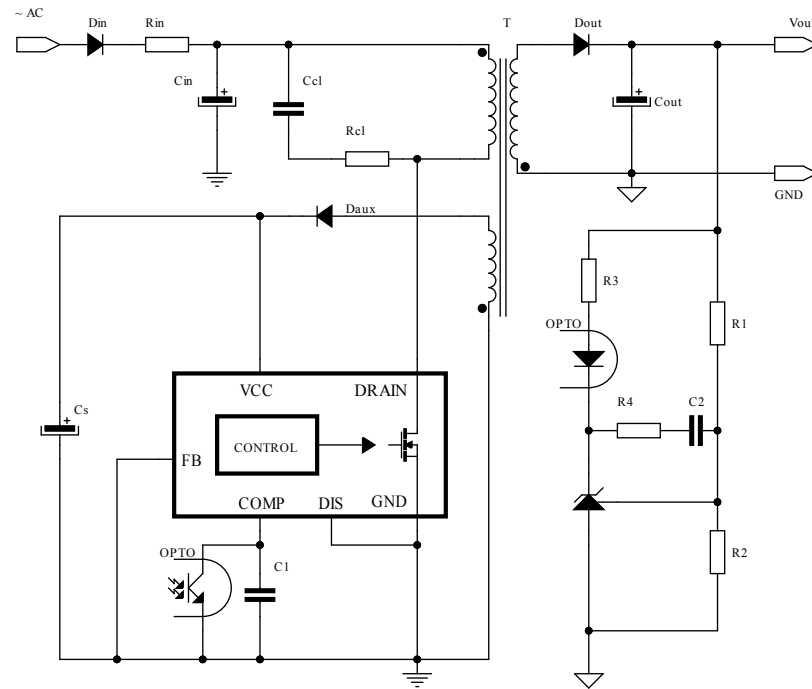 ~ AC
Din
Rin
T
Dout
Vou
Cin
Ccl
Cout
Rcl
GND
Daux
R3
OPTO
R1
VCC
DRAIN
Cs
R4
C2
CONTROL
FB
COMP
DIS
GND
OPTO
C1
R2